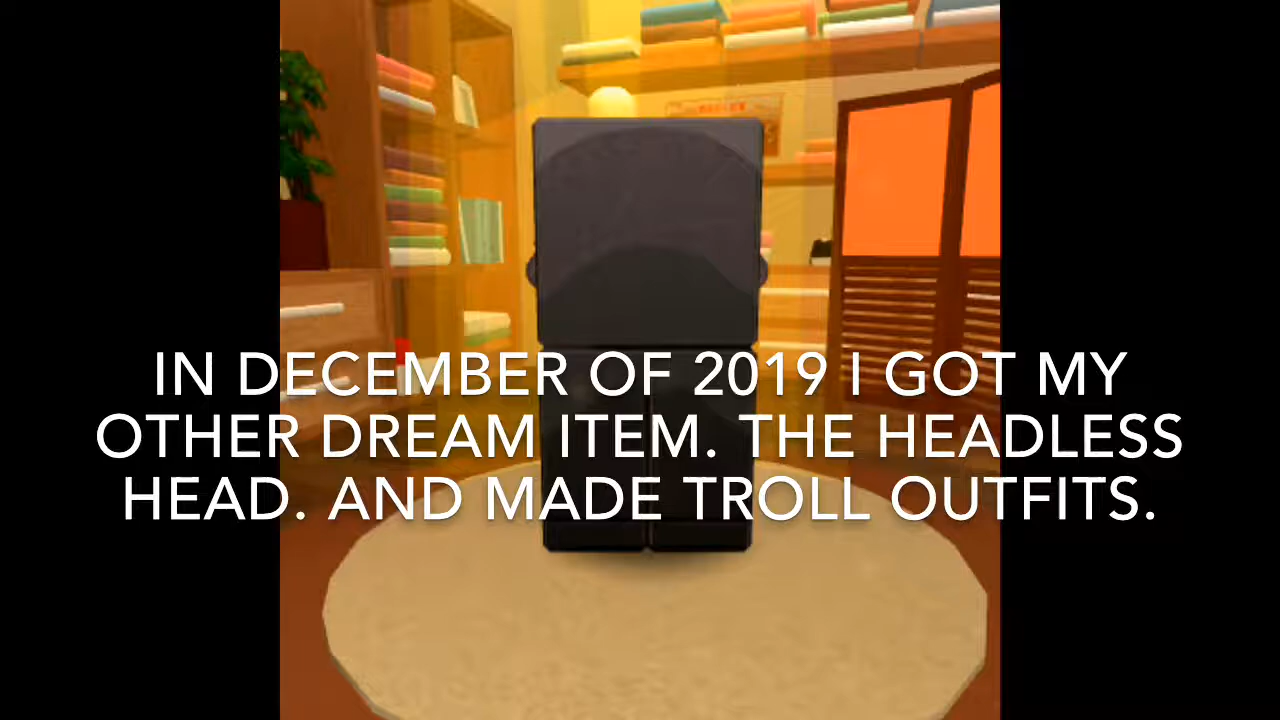 IN DECEMBER OF 2019 I GOT MY
OTHER DREAM ITEM. THE HEADLESS
HEAD. AND MADE TROLL OUTFITS.